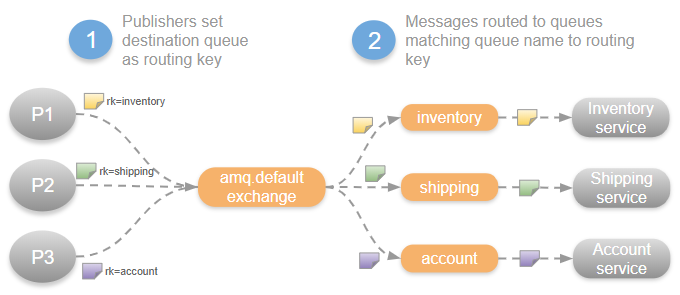 1
Publishers set
destination queue
as routing key
2
Messages routed to queues
matching queue name to routing
key
P1
rk=inventory
P2
rk=shipping
P3
rk=account
amq.default
exchange
inventory
shipping
account
Inventory
service
Shipping
service
Account
service